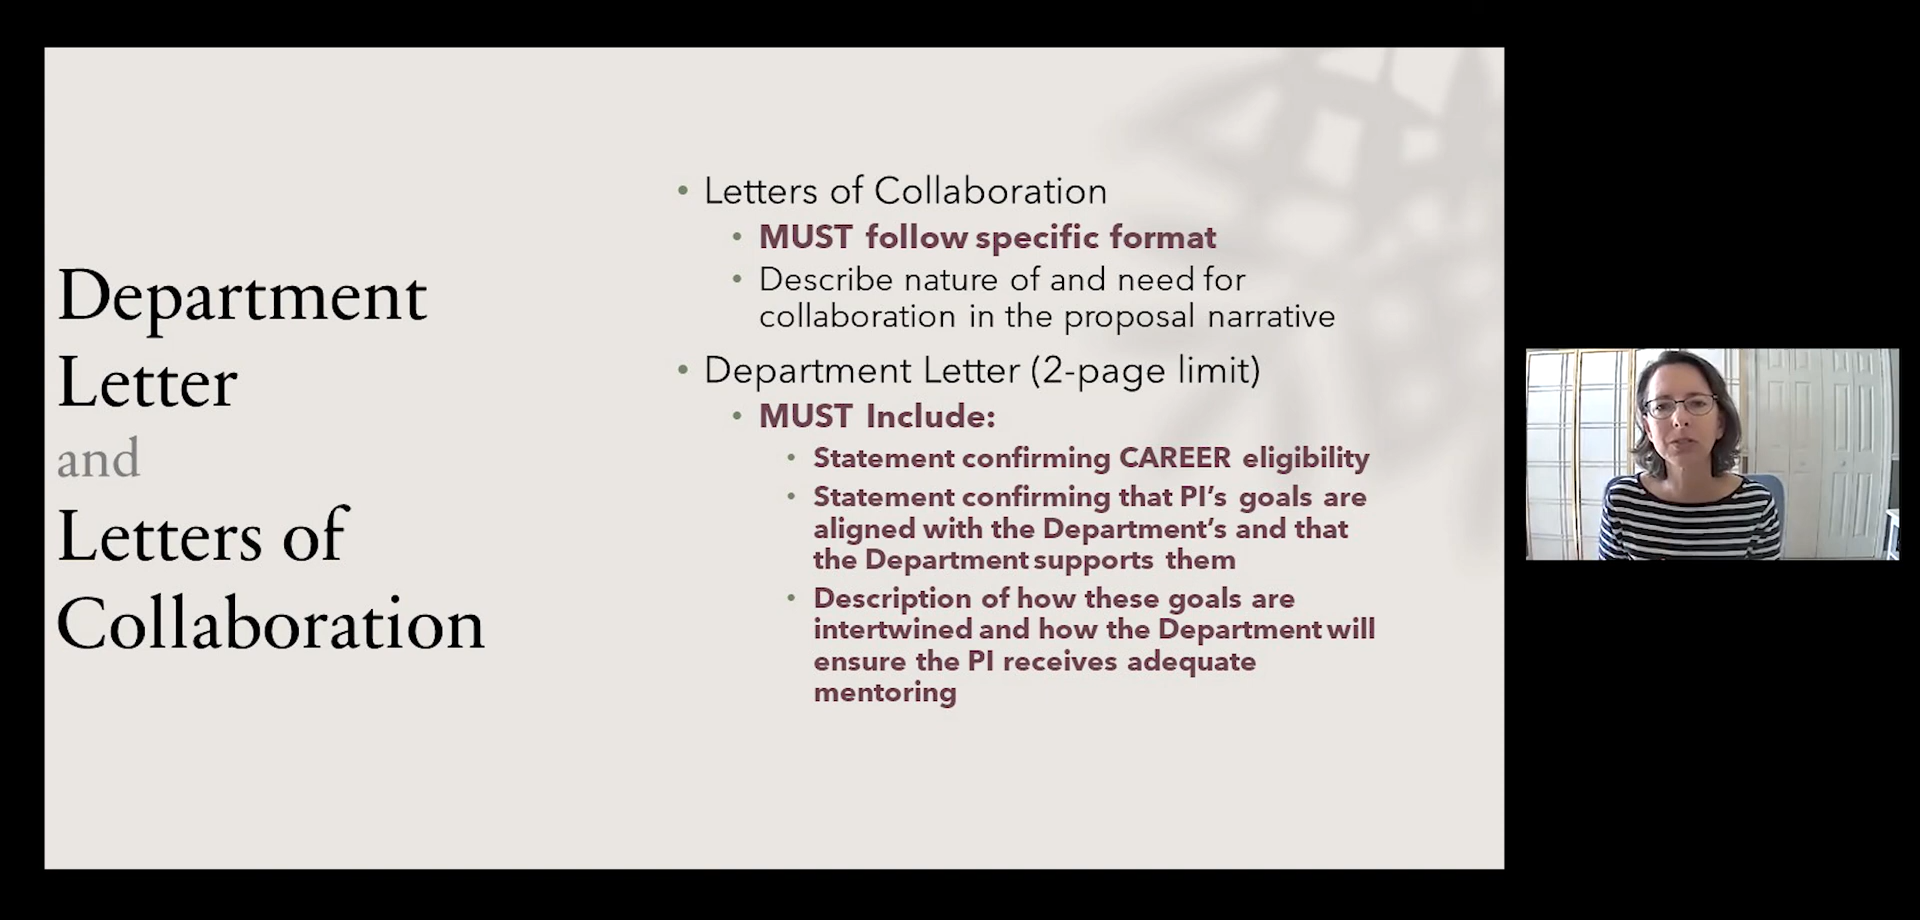 Department
Letter
and
Letters of
Collaboration
• Letters of Collaboration
• MUST follow specific format
• Describe nature of and need for
collaboration in the proposal narrative
• Department Letter (2-page limit)
• MUST Include:
• Statement confirming CAREER eligibility
• Statement confirming that PI’s goals are
aligned with the Department’s and that
the Department supports them
• Description of how these goals are
intertwined and how the Department will
ensure the PI receives adequate
mentoring